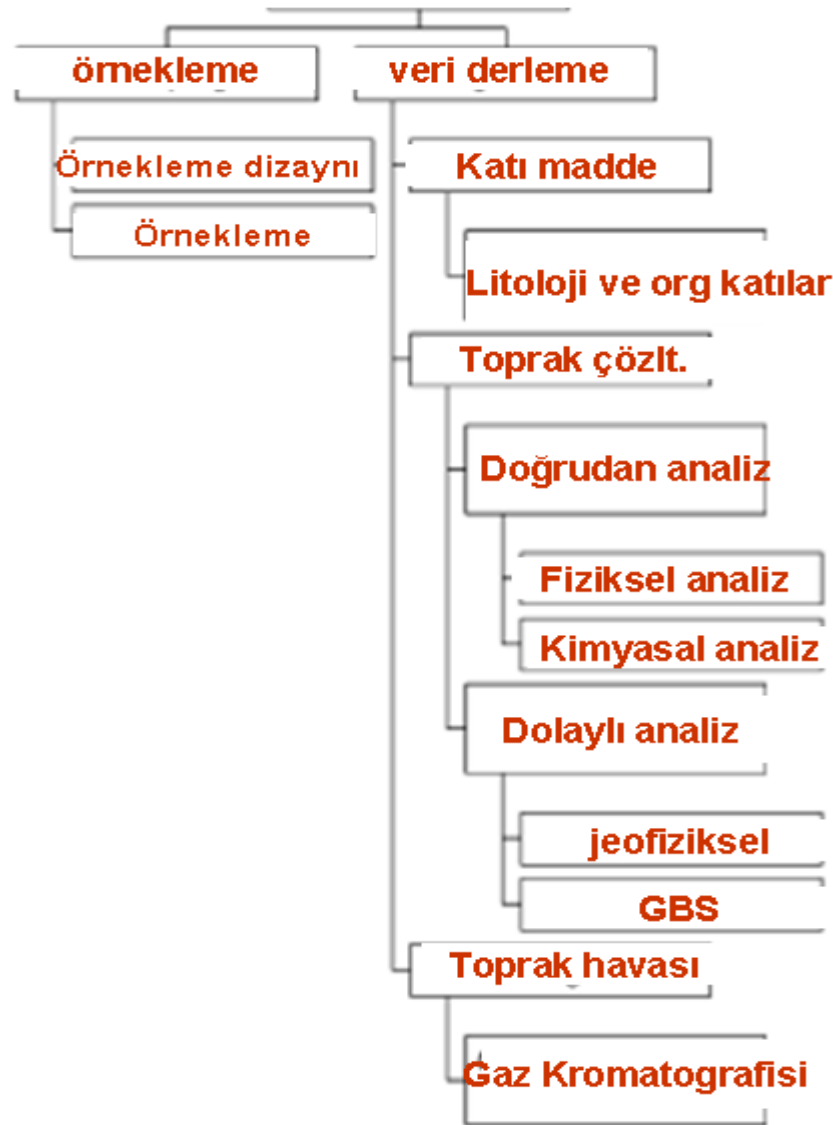 örnekleme
veri derleme
Örnekleme dizaynı
Örnekleme
Katı madde
Litoloji ve org katılar
Toprak çözlt.
Doğrudan analiz
Fiziksel analiz
Kimyasal analiz
Dolaylı analiz
jeofiziksel
GBS
Toprak havası
Gaz Kromatografisi